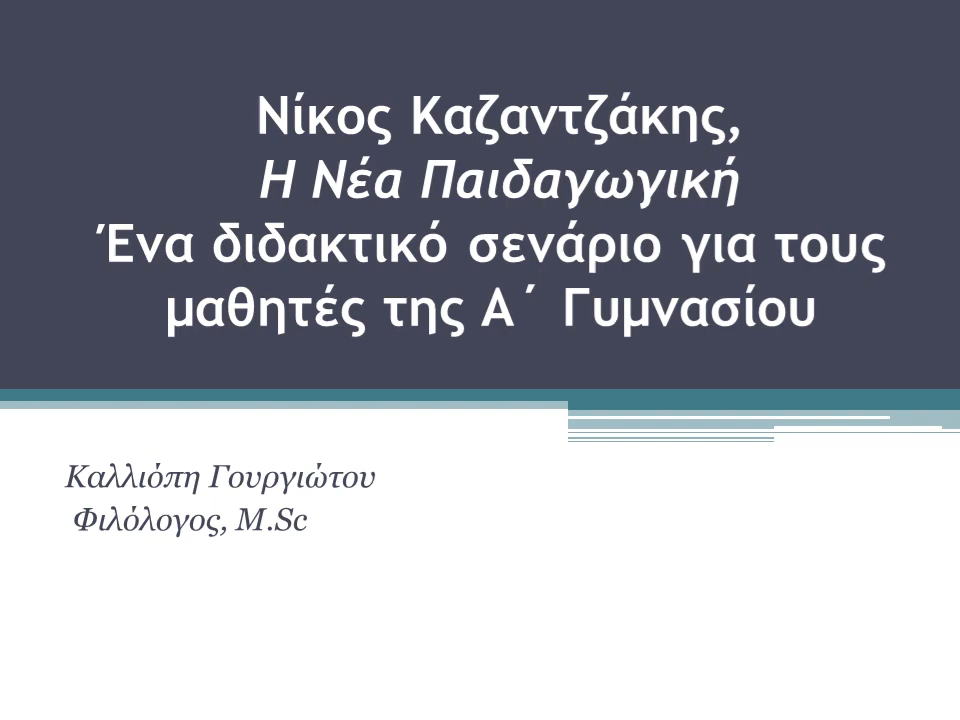 Νίκος Καζαντζάκης,
Η Νέα Παιδαγωγική
Ένα διδακτικό σενάριο για τους
μαθητές της Α΄ Γυμνασίου
Καλλιόπη Γουργιώτου
Φιλόλογος, M.Sc